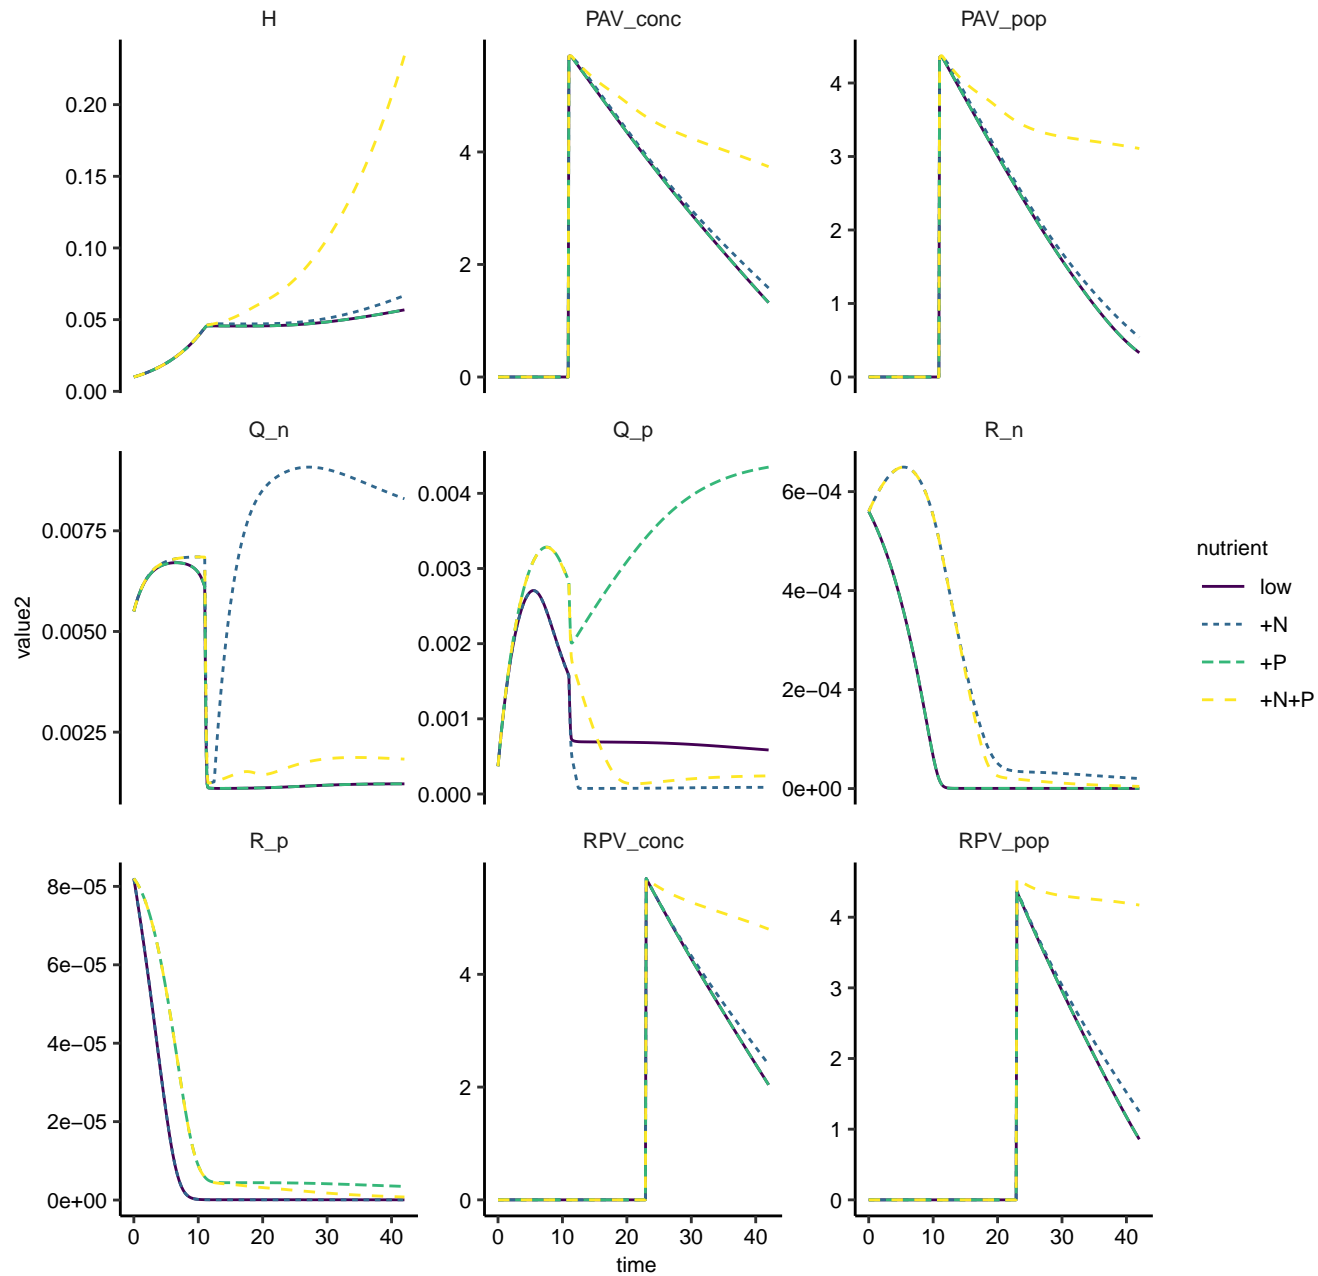 H
PAV_conc
PAV_pop
0.20
0.15
0.10
0.05
0.00
4
2
0
4
3
2
1
0
Q_n
Q_p
R_n
0.0075
0.0050
0.0025
0.004
0.003
0.002
0.001
0.000
6e−04
4e−04
2e−04
0e+00
value2
nutrient
low
+N
+P
+N+P
R_p
RPV_conc
RPV_pop
8e−05
6e−05
4e−05
2e−05
0e+00
4
2
0
4
3
2
1
0
0 10 20 30 40
0 10 20 30 40
0 10 20 30 40
time